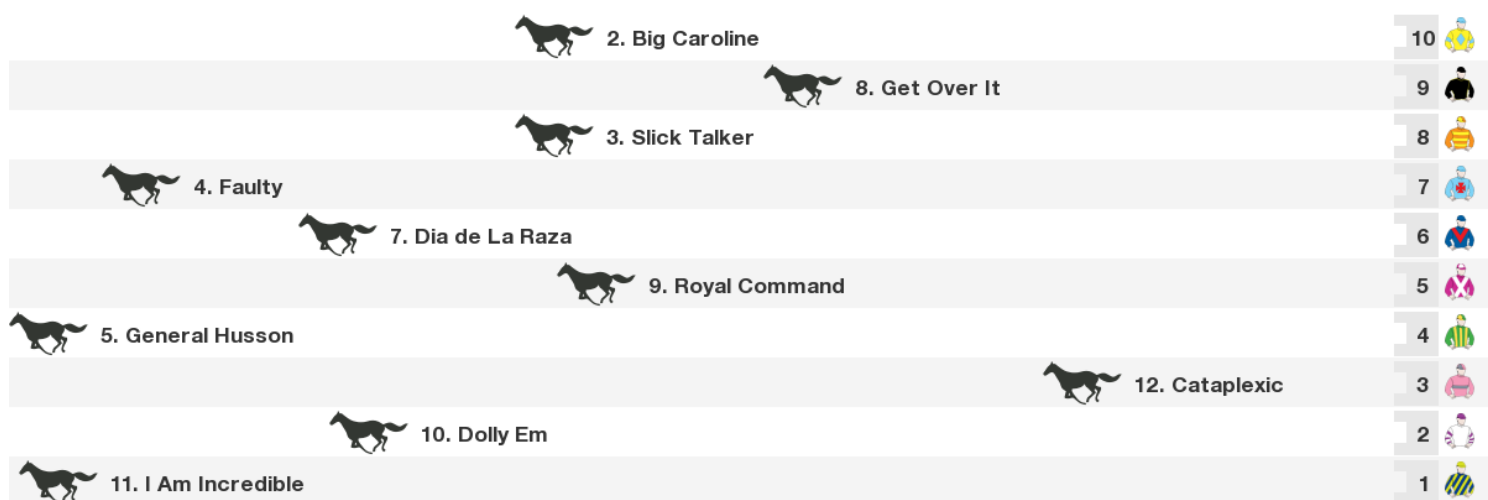 2. Big Caroline 10
8. Get Over It 9
3. Slick Talker 8
4. Faulty 7
7. Dia de La Raza 6
9. Royal Command 5
5. General Husson 4
12. Cataplexic 3
10. Dolly Em 2
11. I Am Incredible 1